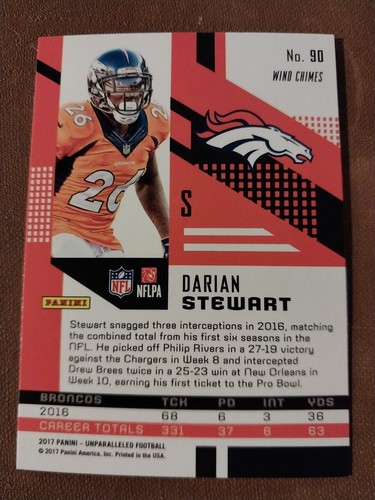 No. 90
WIND CHIMES
26
26
S
NFL
NFLPA
PANINI
DARIAN
STEWART
Stewart snagged three interceptions in 2016, matching
the combined total from his first six seasons in the
NFL. He picked off Philip Rivers in a 27-19 victory
against the Chargers in Week 8 and intercepted
Drew Brees twice in a 25-23 win at New Orleans in
Week 10, earning his first ticket to the Pro Bowl.
BRONCOS TCK PD INT YDS
2016 68 6 3 36
CAREER TOTALS 331 37 6 63
2017 PANINI - UNPARALLELED FOOTBALL
© 2017 Panini America, Inc. Printed in the USA.